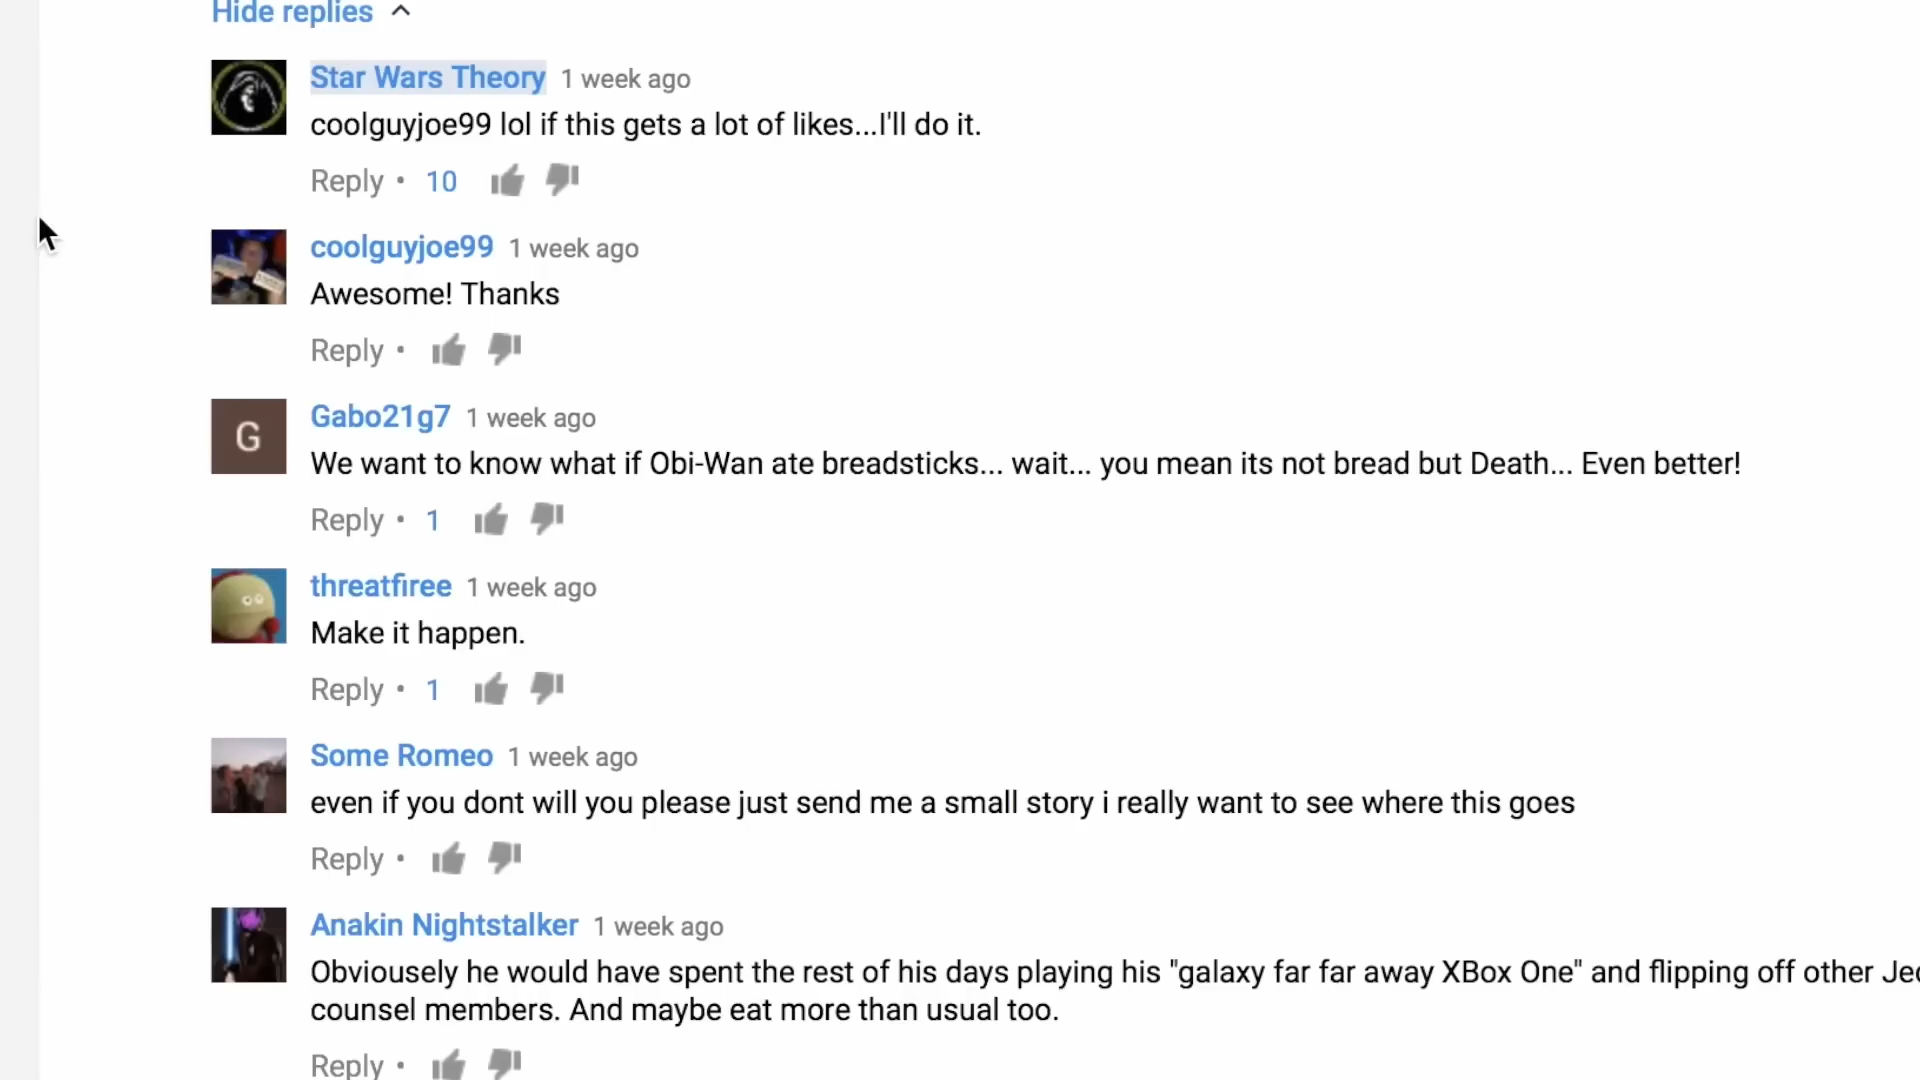 Hide replies
Star Wars Theory 1 week ago
coolguyjoe99 lol if this gets a lot of likes...I'll do it.
Reply • 10
coolguyjoe99 1 week ago
Awesome! Thanks
Reply •
G
Gabo21g7 1 week ago
We want to know what if Obi-Wan ate breadsticks... wait... you mean its not bread but Death... Even better!
Reply • 1
threatfiree 1 week ago
Make it happen.
Reply • 1
Some Romeo 1 week ago
even if you dont will you please just send me a small story i really want to see where this goes
Reply •
Anakin Nightstalker 1 week ago
Obviousely he would have spent the rest of his days playing his "galaxy far far away XBox One" and flipping off other
counsel members. And maybe eat more than usual too.
Reply •